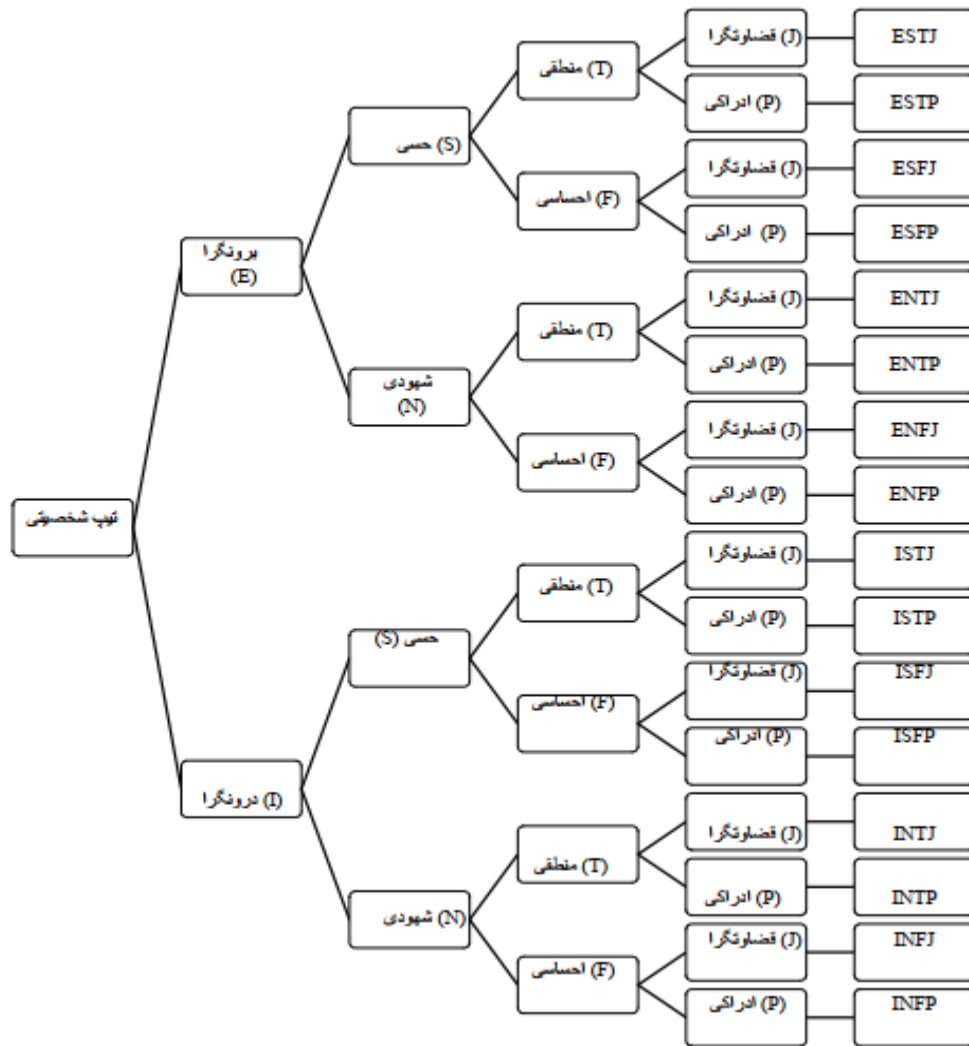 تیپ شخصیتی
برونگرا
(E)
حسی (S)
منطقی (T)
قضاوتگرا (J)
ESTJ
ادراکی (P)
ESTP
احساسی (F)
قضاوتگرا (J)
ESFJ
ادراکی (P)
ESFP
شهودی
(N)
منطقی (T)
قضاوتگرا (J)
ENTJ
ادراکی (P)
ENTP
احساسی (F)
قضاوتگرا (J)
ENFJ
ادراکی (P)
ENFP
درونگرا (I)
حسی (S)
منطقی (T)
قضاوتگرا (J)
ISTJ
ادراکی (P)
ISTP
احساسی (F)
قضاوتگرا (J)
ISFJ
ادراکی (P)
ISFP
شهودی (N)
منطقی (T)
قضاوتگرا (J)
INTJ
ادراکی (P)
INTP
احساسی (F)
قضاوتگرا (J)
INFJ
ادراکی (P)
INFP